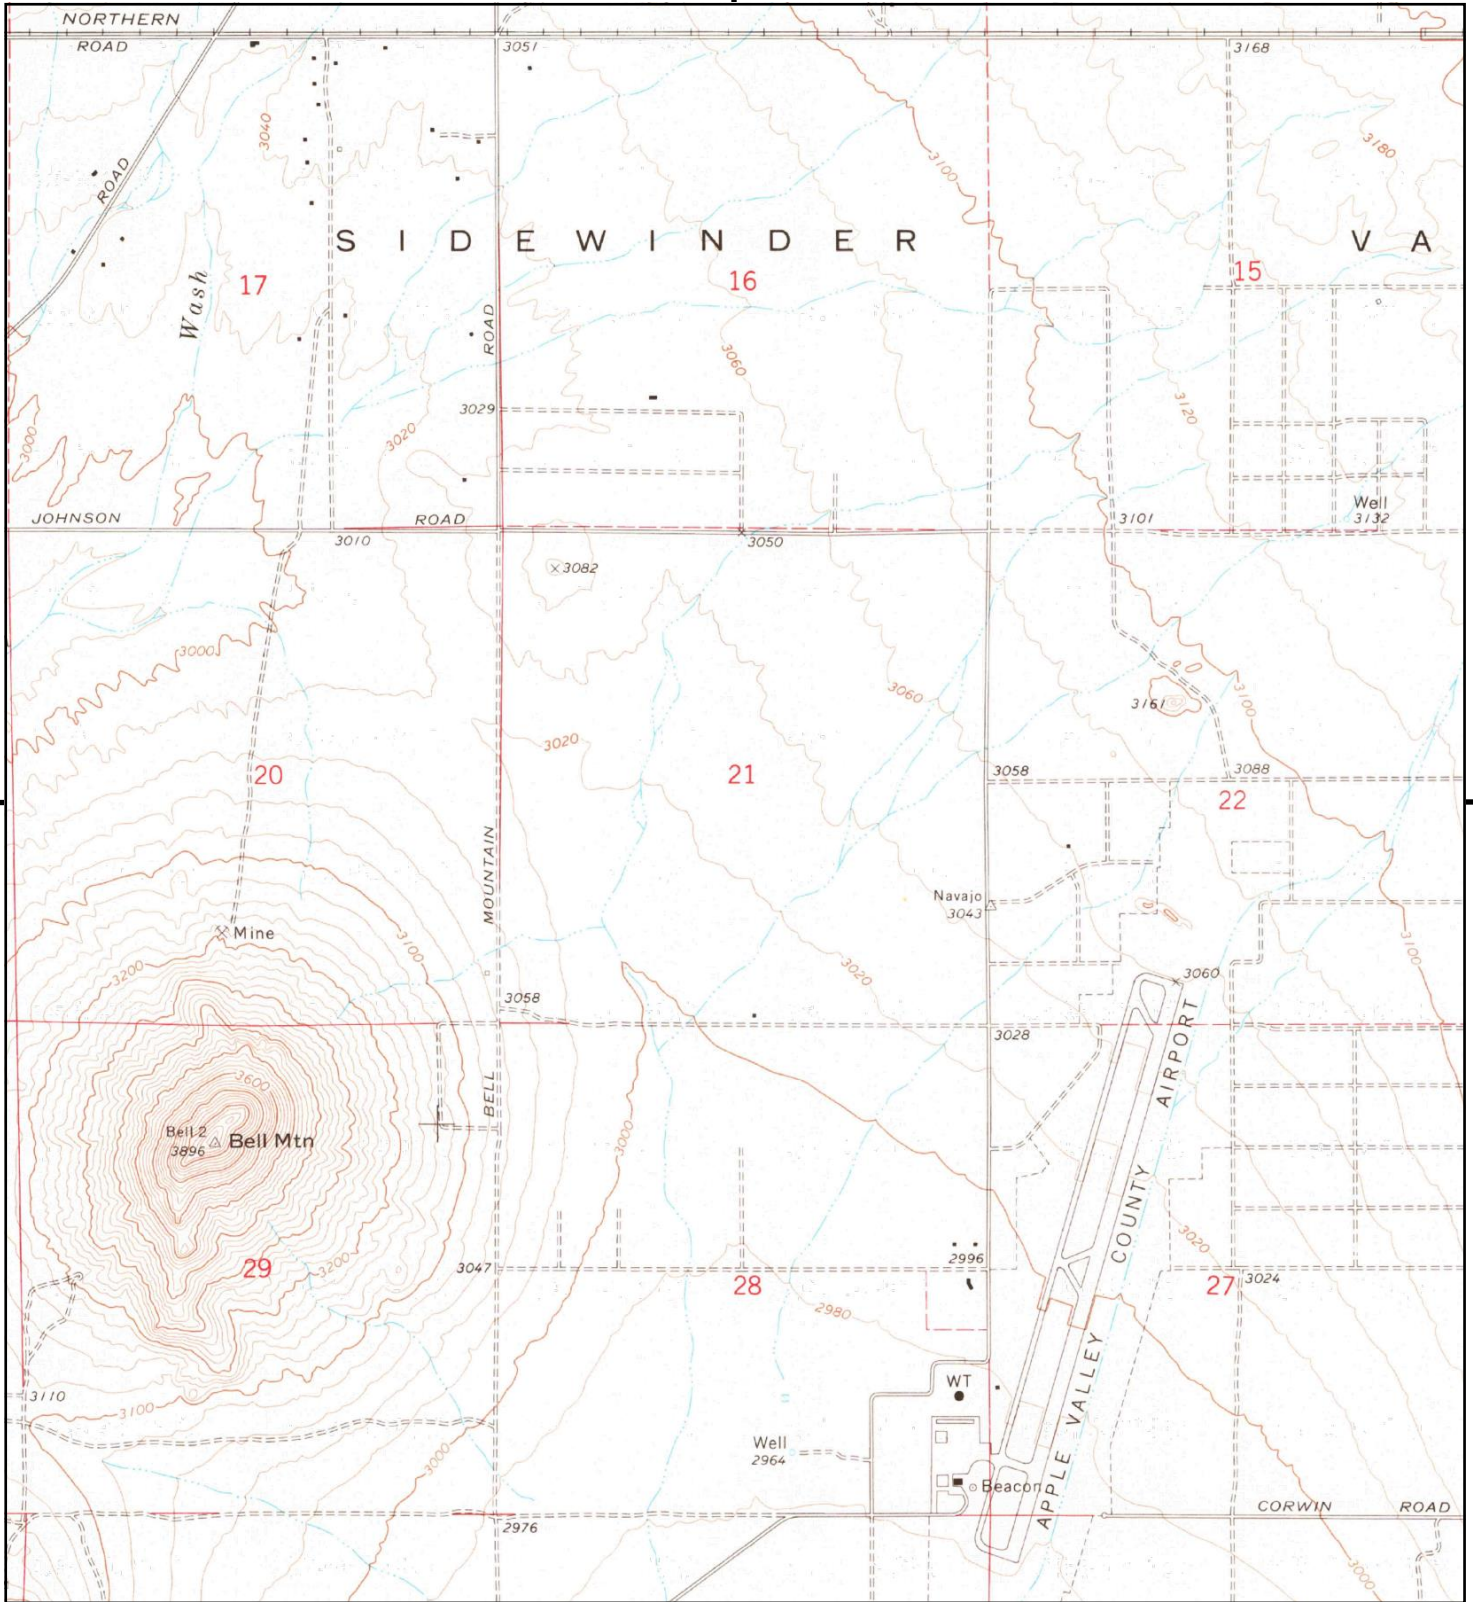 NORTHERN
ROAD
3051
3168
3040
3100
3180
ROAD
S I D E W I N D E R
V A
Wash
17
16
15
ROAD
3060
3029
3020
3120
3000
JOHNSON
ROAD
3010
3050
3101
Well
3132
3082
3000
3060
3161
3100
3020
20
21
3058
3088
22
MOUNTAIN
Navajo
3043
Mine
3100
3200
3020
3100
3060
3058
3028
BELL
3600
Bell 2
3896
Bell Mtn
3000
3200
29
3047
28
2996
3020
27
3024
2980
APPLE VALLEY COUNTY AIRPORT
3110
3100
WT
Well
2964
3000
Beacon
2976
CORWIN
ROAD
3000